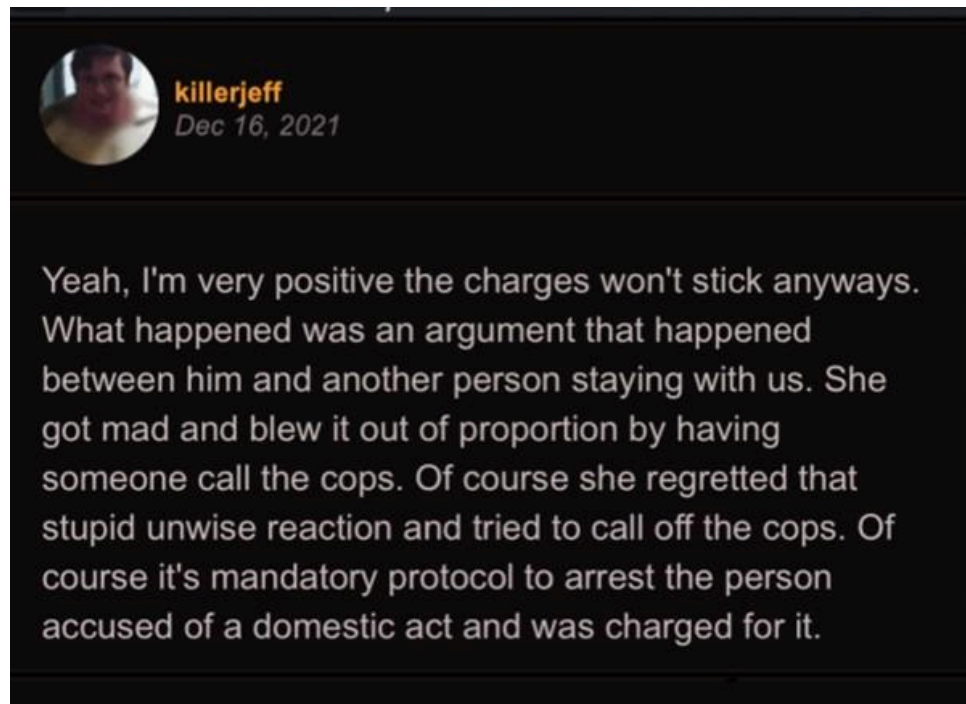 killerjeff
Dec 16, 2021
Yeah, I'm very positive the charges won't stick anyways.
What happened was an argument that happened
between him and another person staying with us. She
got mad and blew it out of proportion by having
someone call the cops. Of course she regretted that
stupid unwise reaction and tried to call off the cops. Of
course it's mandatory protocol to arrest the person
accused of a domestic act and was charged for it.